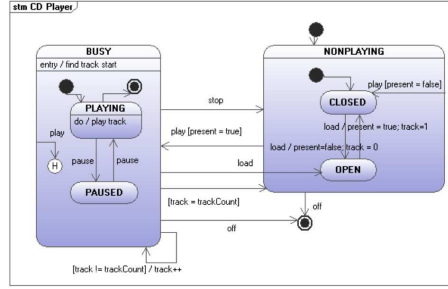 stm CD Player
BUSY
entry / find track start
PLAYING
do / play track
play
H
pause
pause
PAUSED
[track != trackCount] / track++
stop
play [present = true]
load
[track = trackCount]
off
NONPLAYING
play [present = false]
CLOSED
load / present = true; track=1
load / present=false; track = 0
OPEN
off